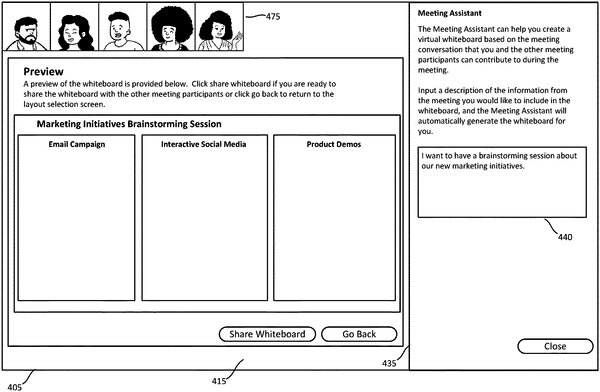 475
Preview
A preview of the whiteboard is provided below.  Click share whiteboard if you are ready to
share the whiteboard with the other meeting participants or click go back to return to the
layout selection screen.
Marketing Initiatives Brainstorming Session
Email Campaign
Interactive Social Media
Product Demos
Share Whiteboard
Go Back
Meeting Assistant
The Meeting Assistant can help you create a
virtual whiteboard based on the meeting
conversation that you and the other meeting
participants can contribute to during the
meeting.
Input a description of the information from
the meeting you would like to include in the
whiteboard, and the Meeting Assistant will
automatically generate the whiteboard for
you.
I want to have a brainstorming session about
our new marketing initiatives.
440
Close
405
415
435